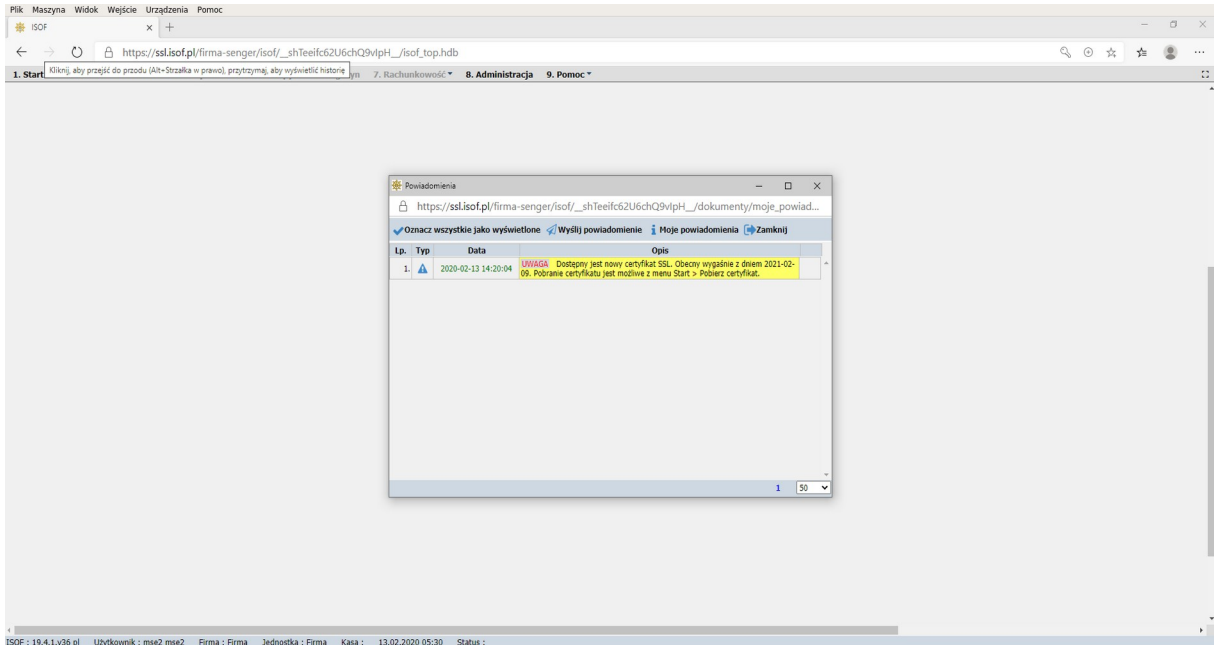 Plik Maszyna Widok Wejście Urządzenia Pomoc
ISOF
https://ssl.isof.pl/firma-senger/isof/__shTeeifc62U6chQ9vIpH__/isof_top.hdb
Kliknij, aby przejść do przodu (Alt+Strzałka w prawo), przytrzymaj, aby wyświetlić historię
1. Start 7. Rachunkowość 8. Administracja 9. Pomoc
Powiadomienia
https://ssl.isof.pl/firma-senger/isof/__shTeeifc62U6chQ9vIpH__/dokumenty/moje_powiad...
Oznacz wszystkie jako wyświetlone Wyślij powiadomienie Moje powiadomienia Zamknij
Lp. Typ Data Opis
1. 2020-02-13 14:20:04 UWAGA Dostępny jest nowy certyfikat SSL. Obecny wygaśnie z dniem 2021-02-
09. Pobranie certyfikatu jest możliwe z menu Start > Pobierz certyfikat.
1 50
ISOF : 19.4.1.v36 pl Użytkownik : mse2 mse2 Firma : Firma Jednostka : Firma Kasa : 13.02.2020 05:30 Status :